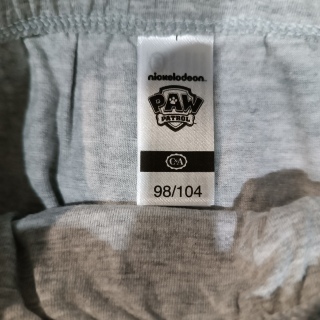 nickelodeon
PAW
PATROL
C&A
98/104